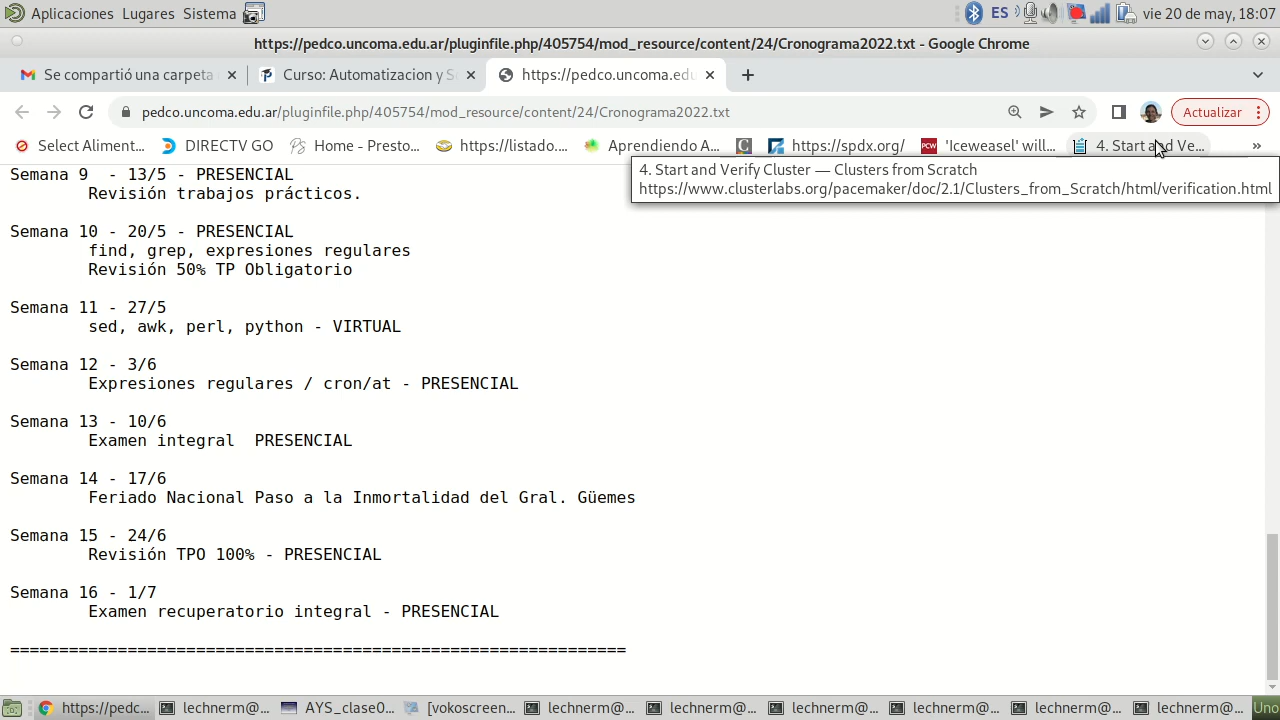 Aplicaciones Lugares Sistema ES vie 20 de may, 18:07
https://pedco.uncoma.edu.ar/pluginfile.php/405754/mod_resource/content/24/Cronograma2022.txt - Google Chrome
Se compartió una carpeta Curso: Automatizacion y S https://pedco.uncoma.edu
pedco.uncoma.edu.ar/pluginfile.php/405754/mod_resource/content/24/Cronograma2022.txt Actualizar
Select Aliment... DIRECTV GO Home - Presto... https://listado.... Aprendiendo A... https://spdx.org/ 'Iceweasel' will... 4. Start and Ve... »
4. Start and Verify Cluster — Clusters from Scratch
https://www.clusterlabs.org/pacemaker/doc/2.1/Clusters_from_Scratch/html/verification.html
Semana 9 - 13/5 - PRESENCIAL
Revisión trabajos prácticos.
Semana 10 - 20/5 - PRESENCIAL
find, grep, expresiones regulares
Revisión 50% TP Obligatorio
Semana 11 - 27/5
sed, awk, perl, python - VIRTUAL
Semana 12 - 3/6
Expresiones regulares / cron/at - PRESENCIAL
Semana 13 - 10/6
Examen integral PRESENCIAL
Semana 14 - 17/6
Feriado Nacional Paso a la Inmortalidad del Gral. Güemes
Semana 15 - 24/6
Revisión TPO 100% - PRESENCIAL
Semana 16 - 1/7
Examen recuperatorio integral - PRESENCIAL
===============================================================
https://pedc... lechnerm@... AYS_clase0... [vokoscreen... lechnerm@... lechnerm@... lechnerm@... lechnerm@... lechnerm@... lechnerm@... Uno